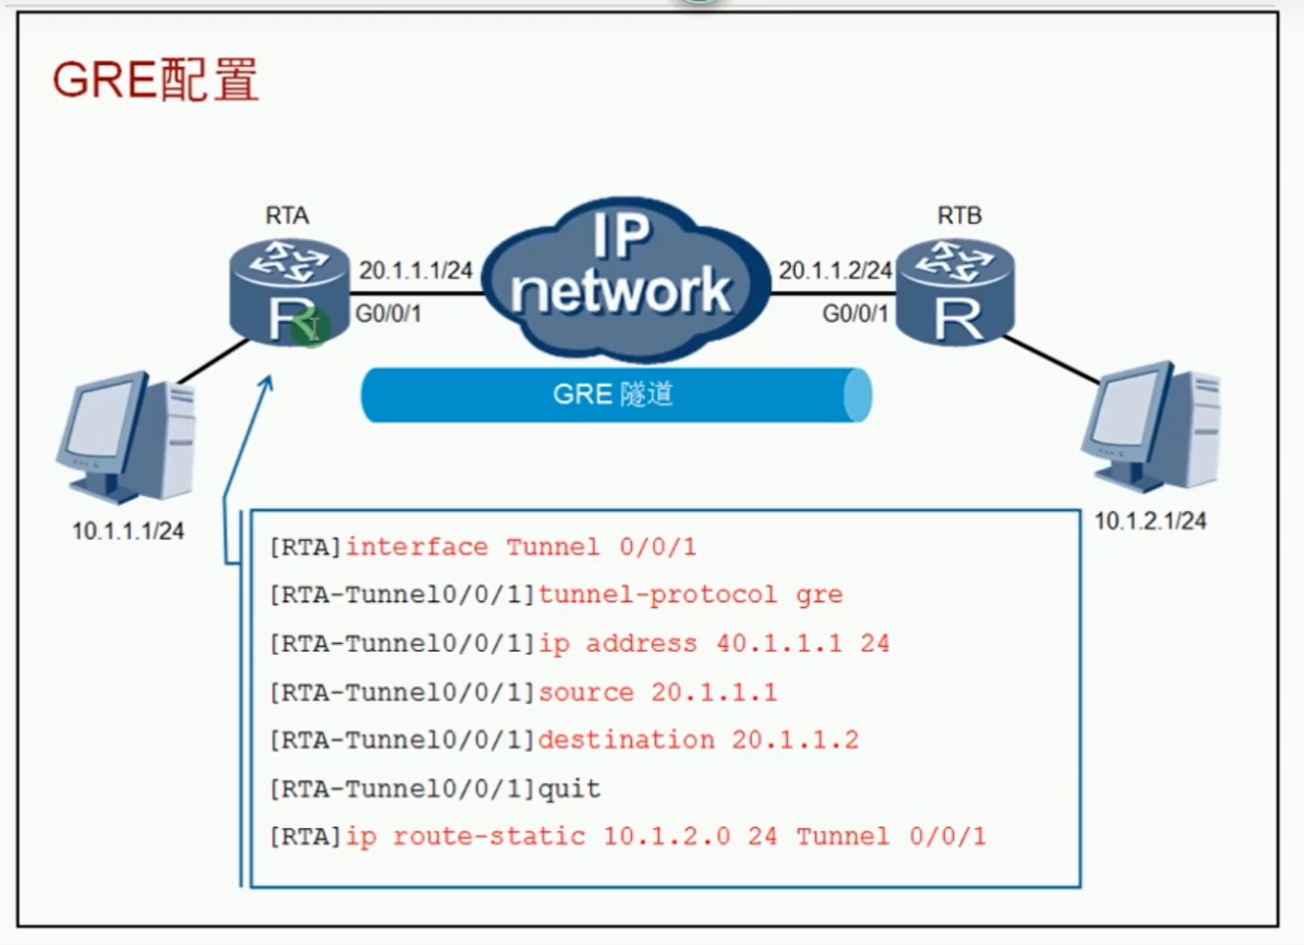 GRE配置
RTA
RTB
IP
network
20.1.1.1/24
G0/0/1
20.1.1.2/24
G0/0/1
R
R
GRE 隧道
10.1.1.1/24
10.1.2.1/24
[RTA]interface Tunnel 0/0/1
[RTA-Tunnel0/0/1]tunnel-protocol gre
[RTA-Tunnel0/0/1]ip address 40.1.1.1 24
[RTA-Tunnel0/0/1]source 20.1.1.1
[RTA-Tunnel0/0/1]destination 20.1.1.2
[RTA-Tunnel0/0/1]quit
[RTA]ip route-static 10.1.2.0 24 Tunnel 0/0/1